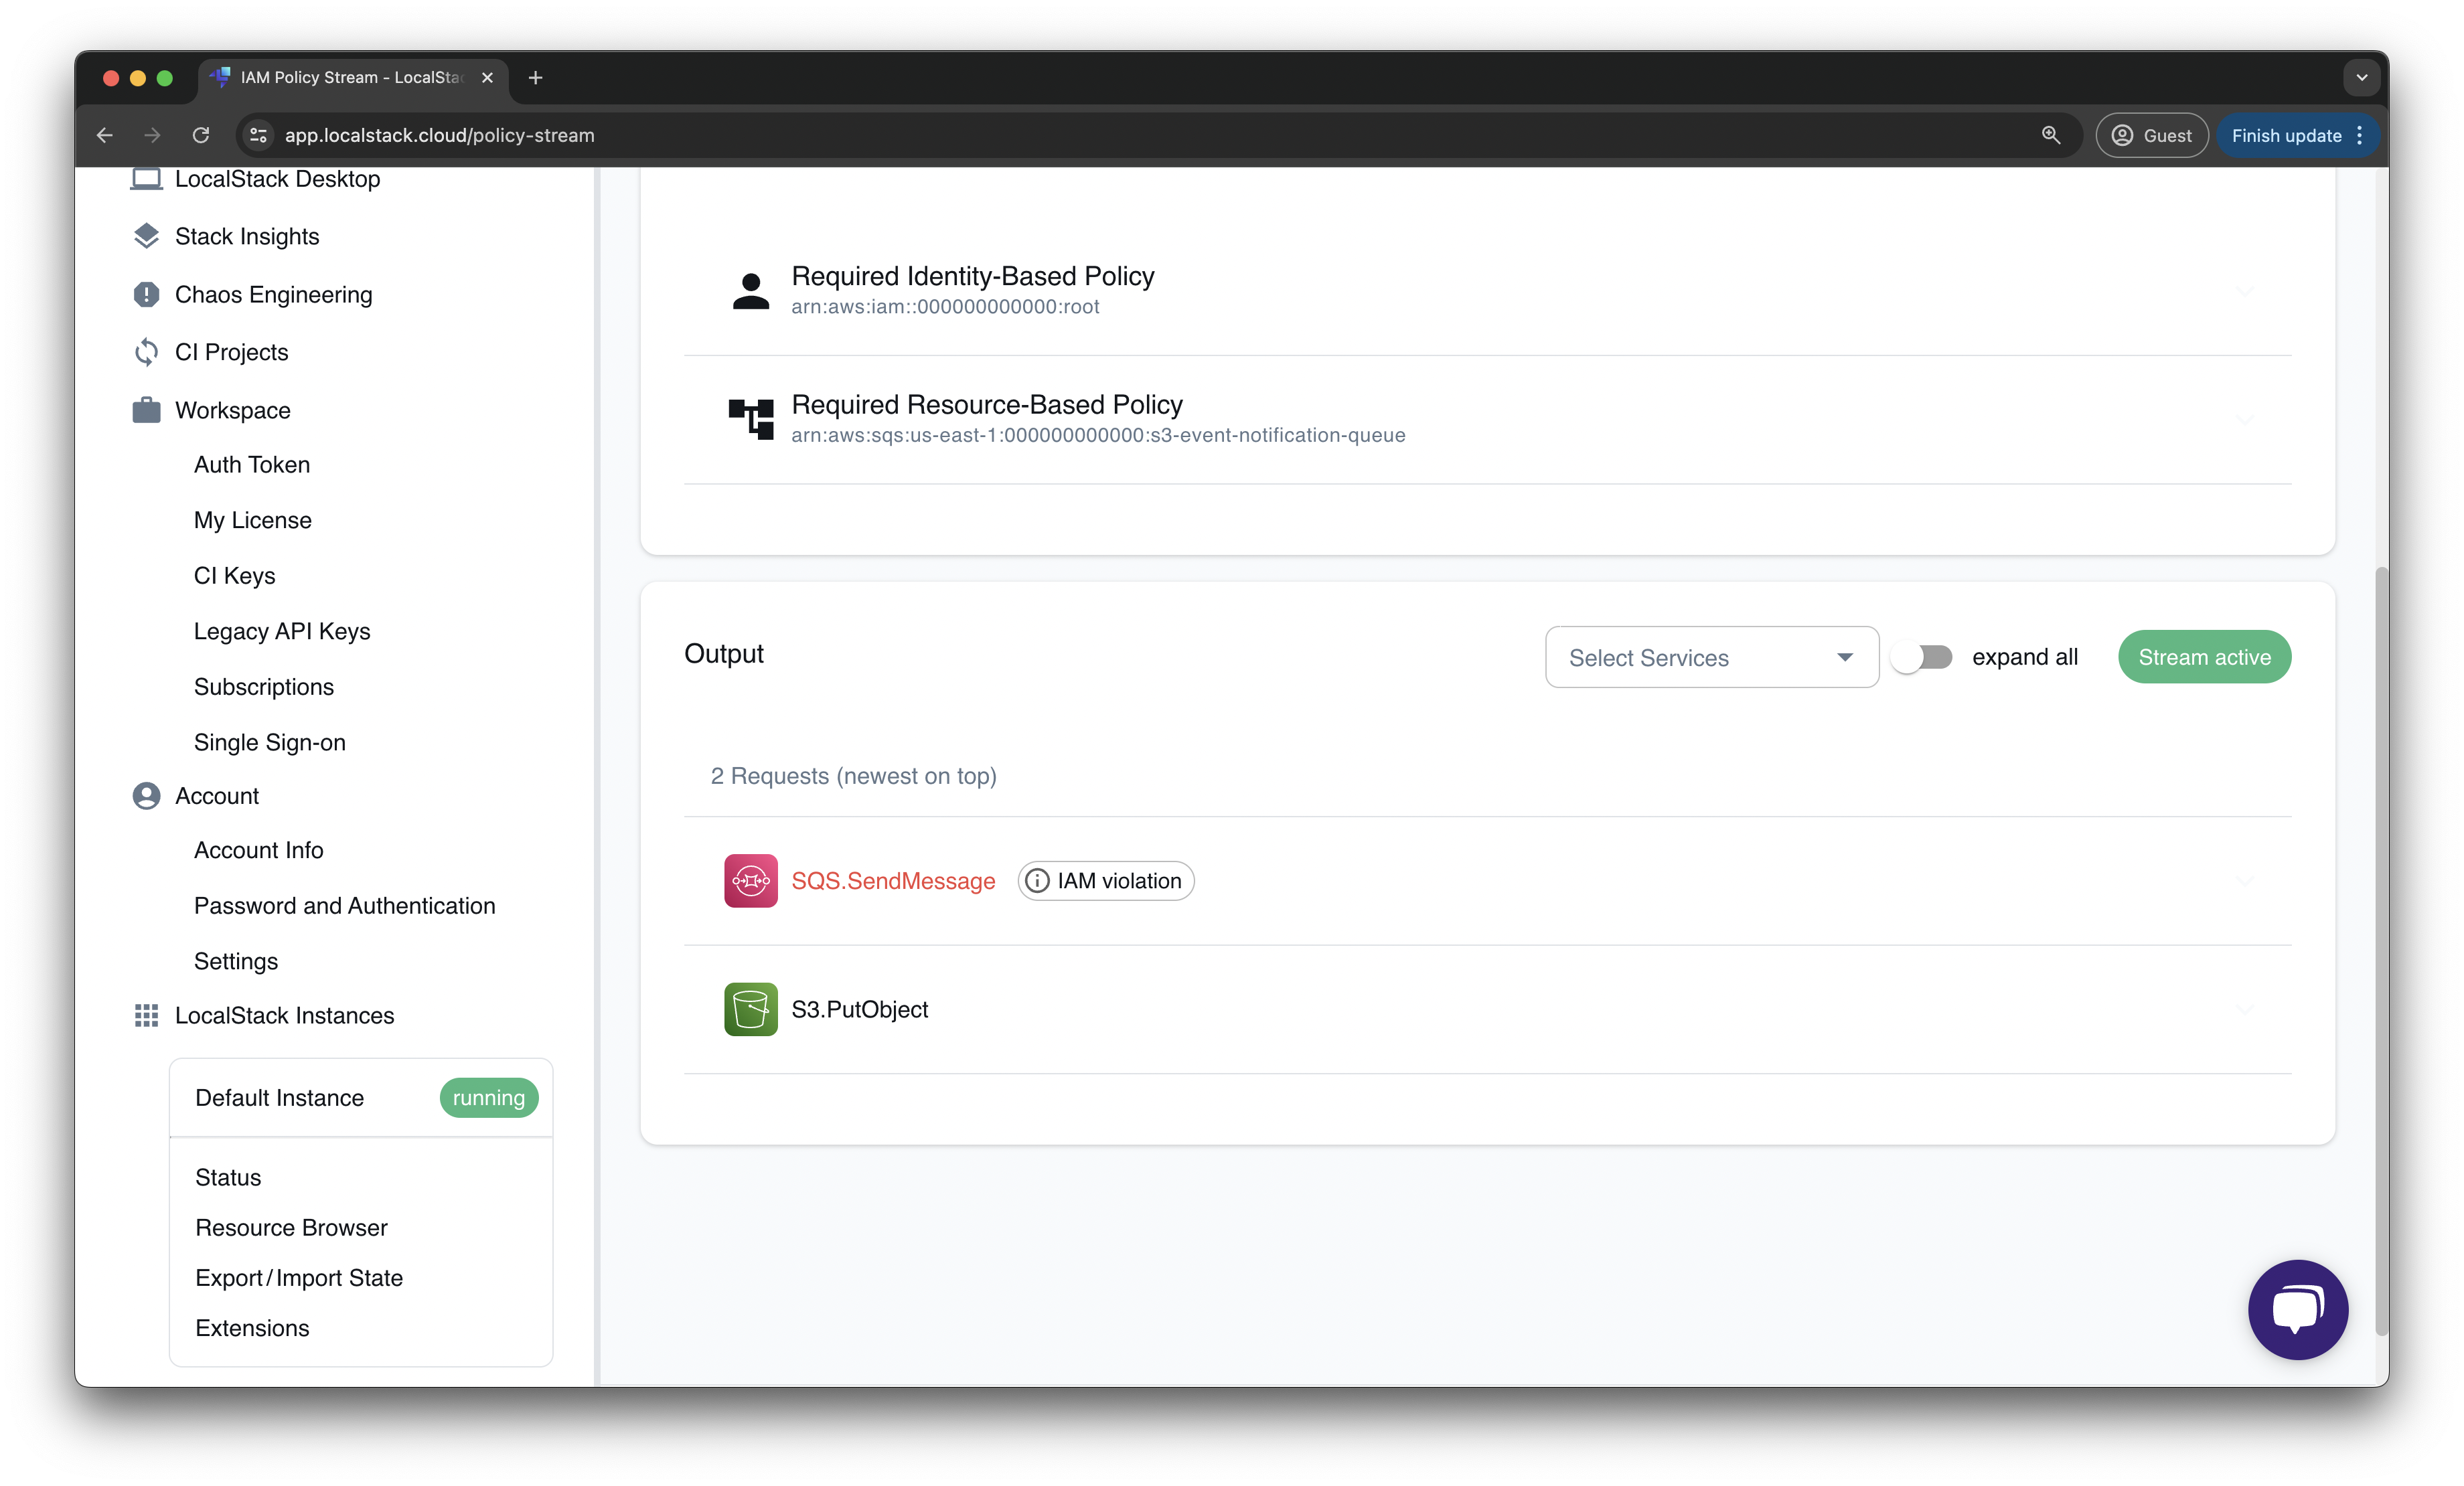 IAM Policy Stream - LocalStac
app.localstack.cloud/policy-stream
Guest
Finish update
LocalStack Desktop
Stack Insights
Chaos Engineering
CI Projects
Workspace
Auth Token
My License
CI Keys
Legacy API Keys
Subscriptions
Single Sign-on
Account
Account Info
Password and Authentication
Settings
LocalStack Instances
Default Instance
running
Status
Resource Browser
Export/Import State
Extensions
Required Identity-Based Policy
arn:aws:iam::000000000000:root
Required Resource-Based Policy
arn:aws:sqs:us-east-1:000000000000:s3-event-notification-queue
Output
Select Services
expand all
Stream active
2 Requests (newest on top)
SQS.SendMessage
IAM violation
S3.PutObject